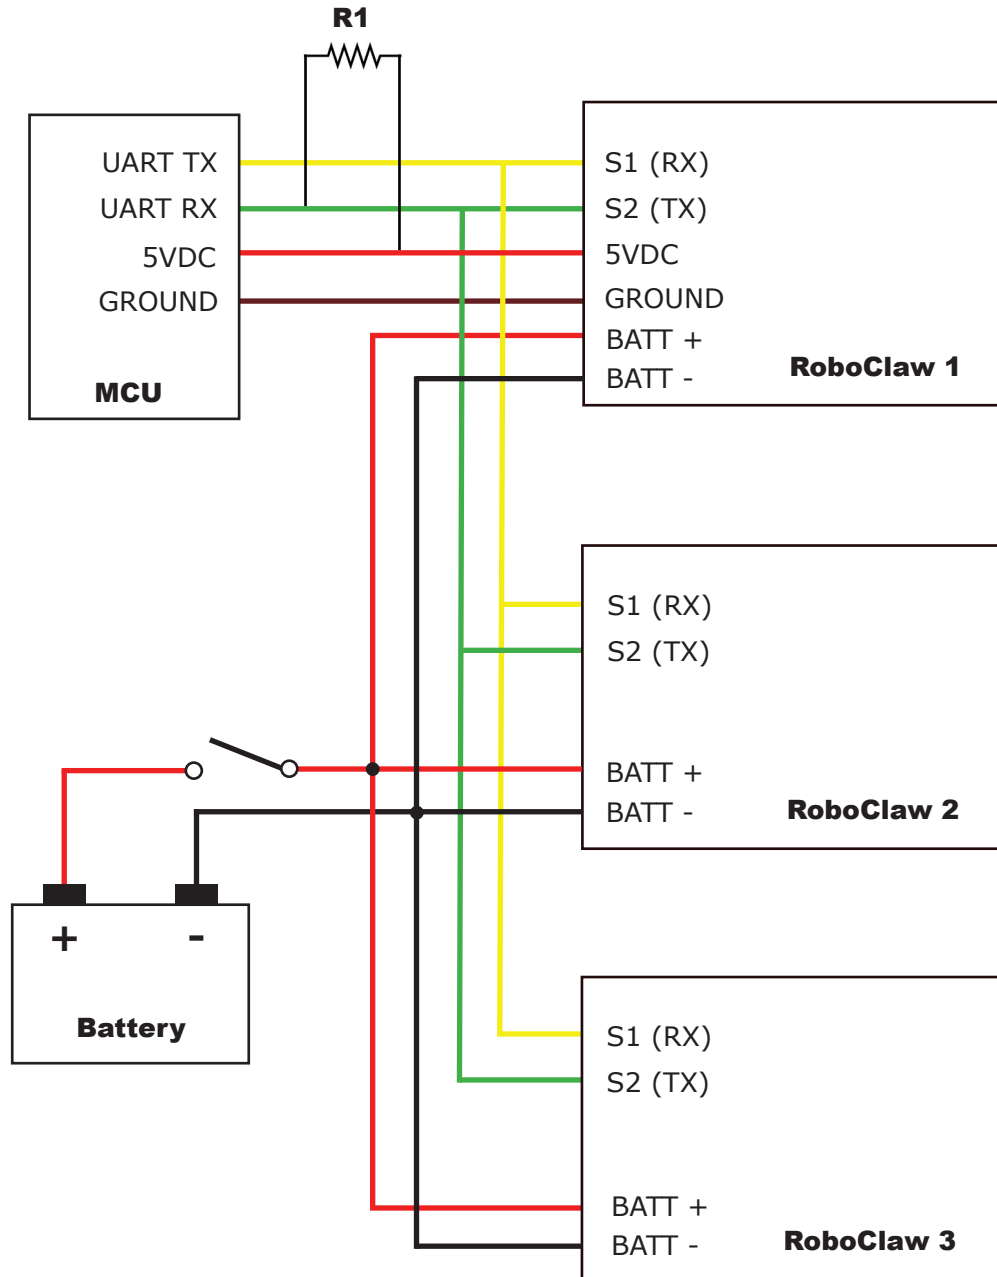 R1
UART TX
UART RX
5VDC
GROUND
MCU
S1 (RX)
S2 (TX)
5VDC
GROUND
BATT +
BATT -
RoboClaw 1
S1 (RX)
S2 (TX)
BATT +
BATT -
RoboClaw 2
+ -
Battery
S1 (RX)
S2 (TX)
BATT +
BATT -
RoboClaw 3